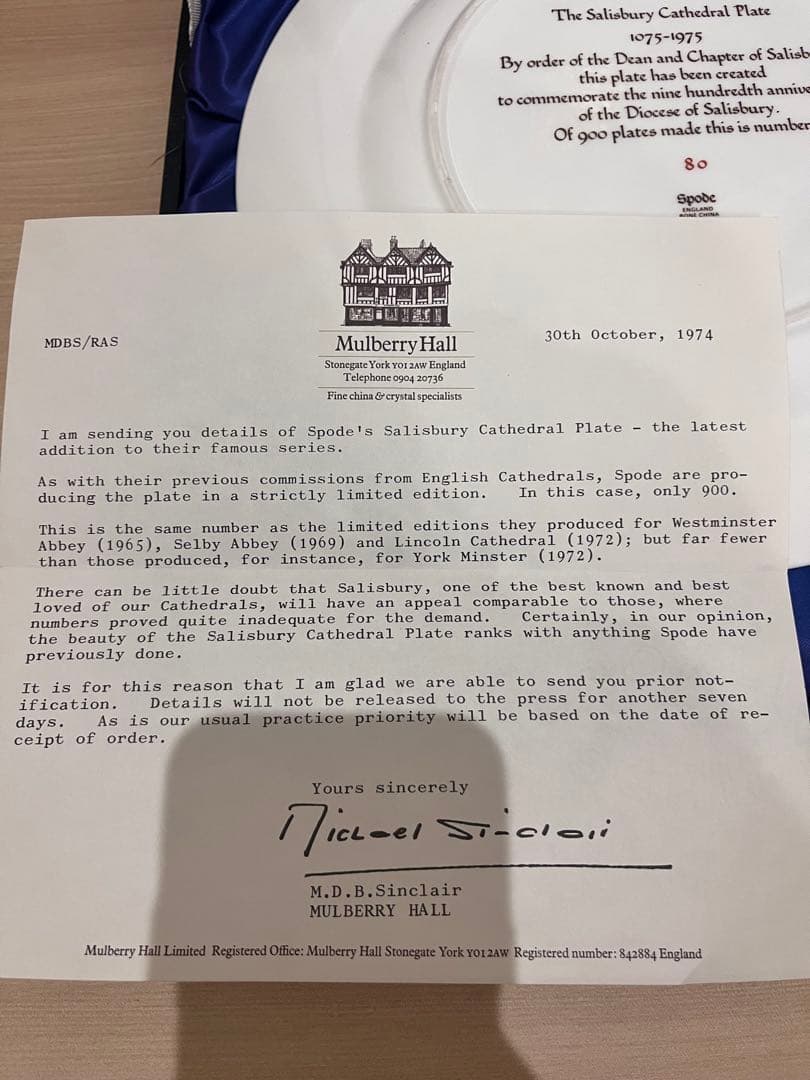 The Salisbury Cathedral Plate
1075-1975
By order of the Dean and Chapter of
this plate has been created
to commemorate the nine hundredth
of the Diocese of Salisbury.
Of 900 plates made this is number
80
Spode
ENGLAND
BONE CHINA
MDBS/RAS
30th October, 1974
Mulberry Hall
Stonegate York YO1 2AW England
Telephone 0904 20736
Fine china & crystal specialists
I am sending you details of Spode's Salisbury Cathedral Plate - the latest
addition to their famous series.
As with their previous commissions from English Cathedrals, Spode are pro-
ducing the plate in a strictly limited edition. In this case, only 900.
This is the same number as the limited editions they produced for Westminster
Abbey (1965), Selby Abbey (1969) and Lincoln Cathedral (1972); but far fewer
than those produced, for instance, for York Minster (1972).
There can be little doubt that Salisbury, one of the best known and best
loved of our Cathedrals, will have an appeal comparable to those, where
numbers proved quite inadequate for the demand. Certainly, in our opinion,
the beauty of the Salisbury Cathedral Plate ranks with anything Spode have
previously done.
It is for this reason that I am glad we are able to send you prior not-
ification. Details will not be released to the press for another seven
days. As is our usual practice priority will be based on the date of re-
ceipt of order.
Yours sincerely
Michael Sinclair
M.D.B.Sinclair
MULBERRY HALL
Mulberry Hall Limited Registered Office: Mulberry Hall Stonegate York YO1 2AW Registered number: 842884 England